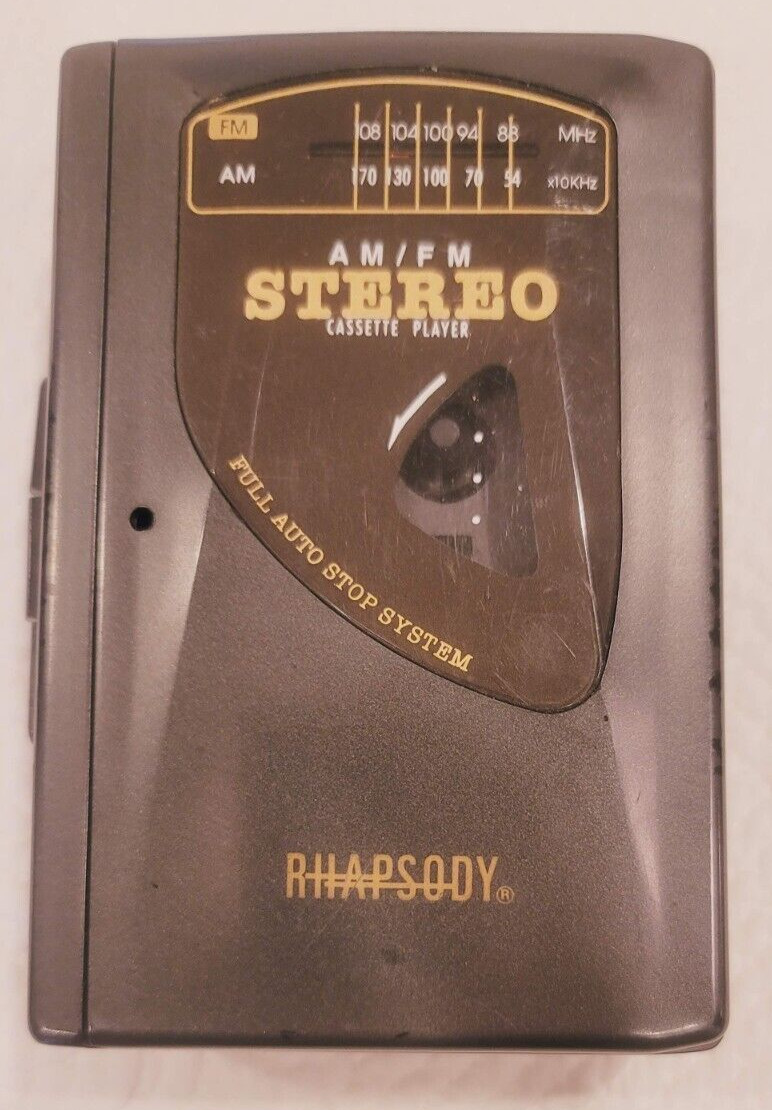 FM 108 104 100 94 88 MHz
AM 170 130 100 70 54 x10KHz
AM/FM
STEREO
CASSETTE PLAYER
FULL AUTO STOP SYSTEM
RHAPSODY®